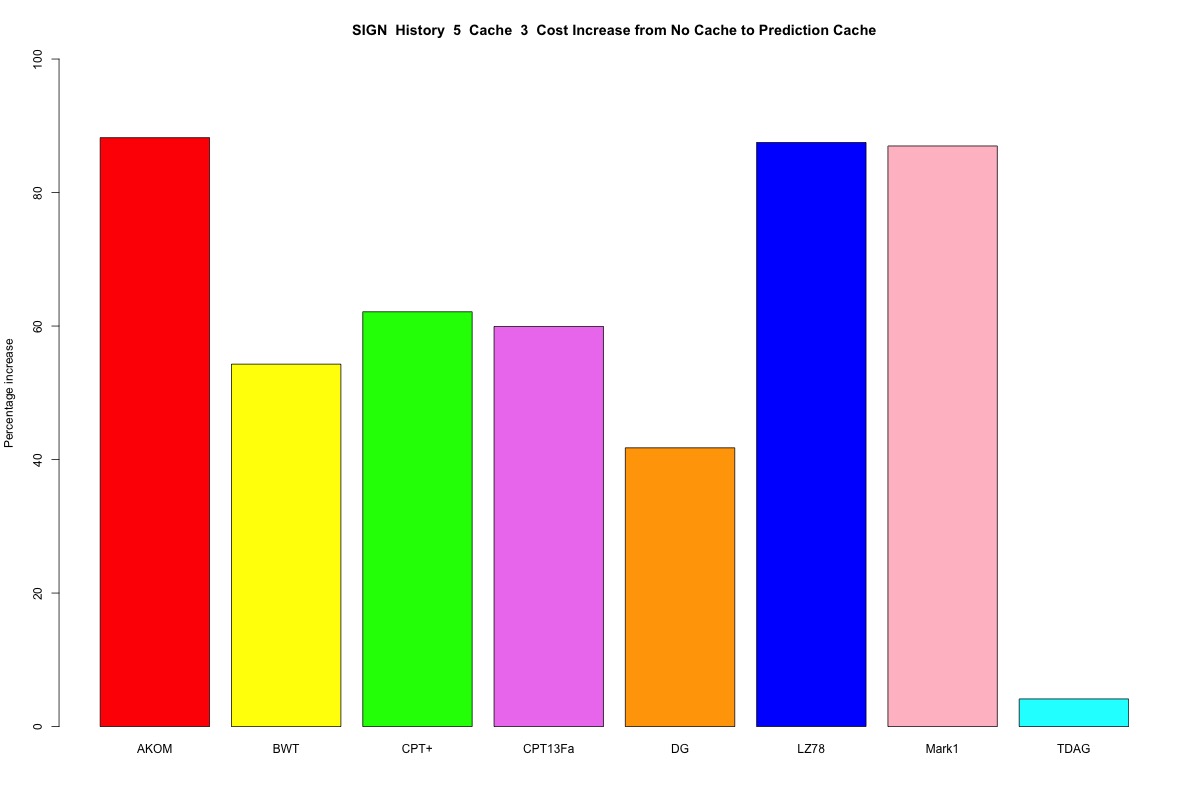 SIGN History 5 Cache 3 Cost Increase from No Cache to Prediction Cache
Percentage increase
100
80
60
40
20
0
AKOM BWT CPT+ CPT13Fa DG LZ78 Mark1 TDAG